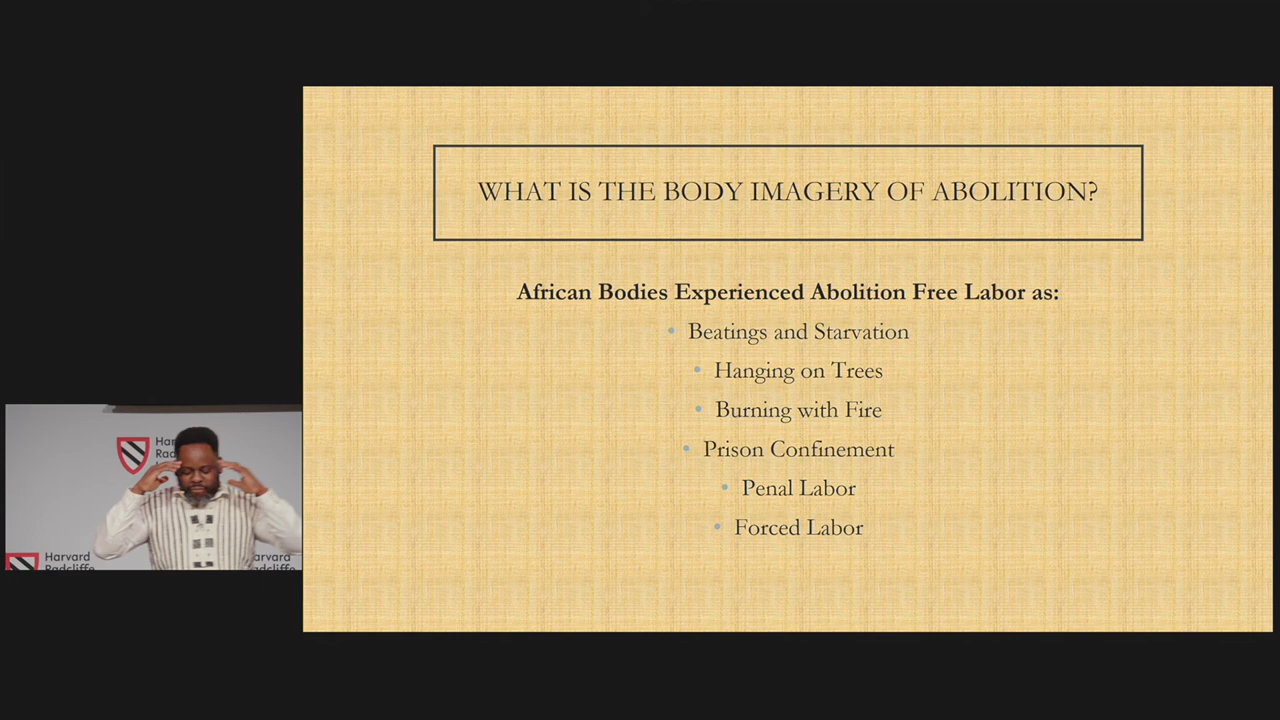 WHAT IS THE BODY IMAGERY OF ABOLITION?
African Bodies Experienced Abolition Free Labor as:
• Beatings and Starvation
• Hanging on Trees
• Burning with Fire
• Prison Confinement
• Penal Labor
• Forced Labor
Harvard
Radcliffe